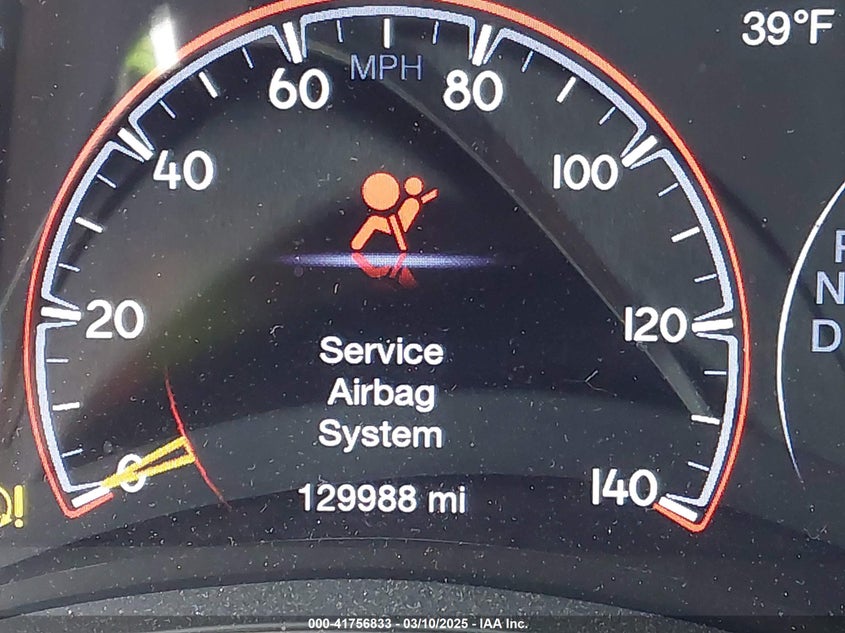 39°F
MPH
60
80
40
100
20
120
Service
Airbag
System
0
140
129988 mi
N
D
000-41756833 - 03/10/2025 - IAA Inc.